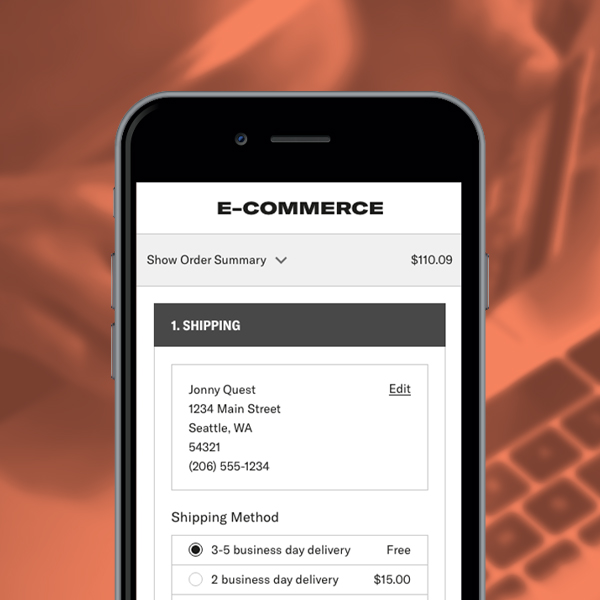 E-COMMERCE
Show Order Summary $110.09
1. SHIPPING
Jonny Quest Edit
1234 Main Street
Seattle, WA
54321
(206) 555-1234
Shipping Method
3-5 business day delivery Free
2 business day delivery $15.00